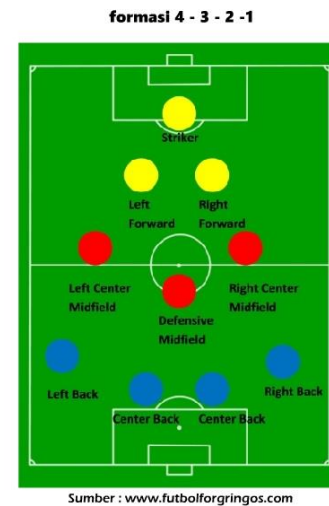 formasi 4 - 3 - 2 -1
Striker
Left
Forward
Right
Forward
Left Center
Midfield
Right Center
Midfield
Defensive
Midfield
Left Back
Right Back
Center Back
Center Back
Sumber : www.futbolforgringos.com